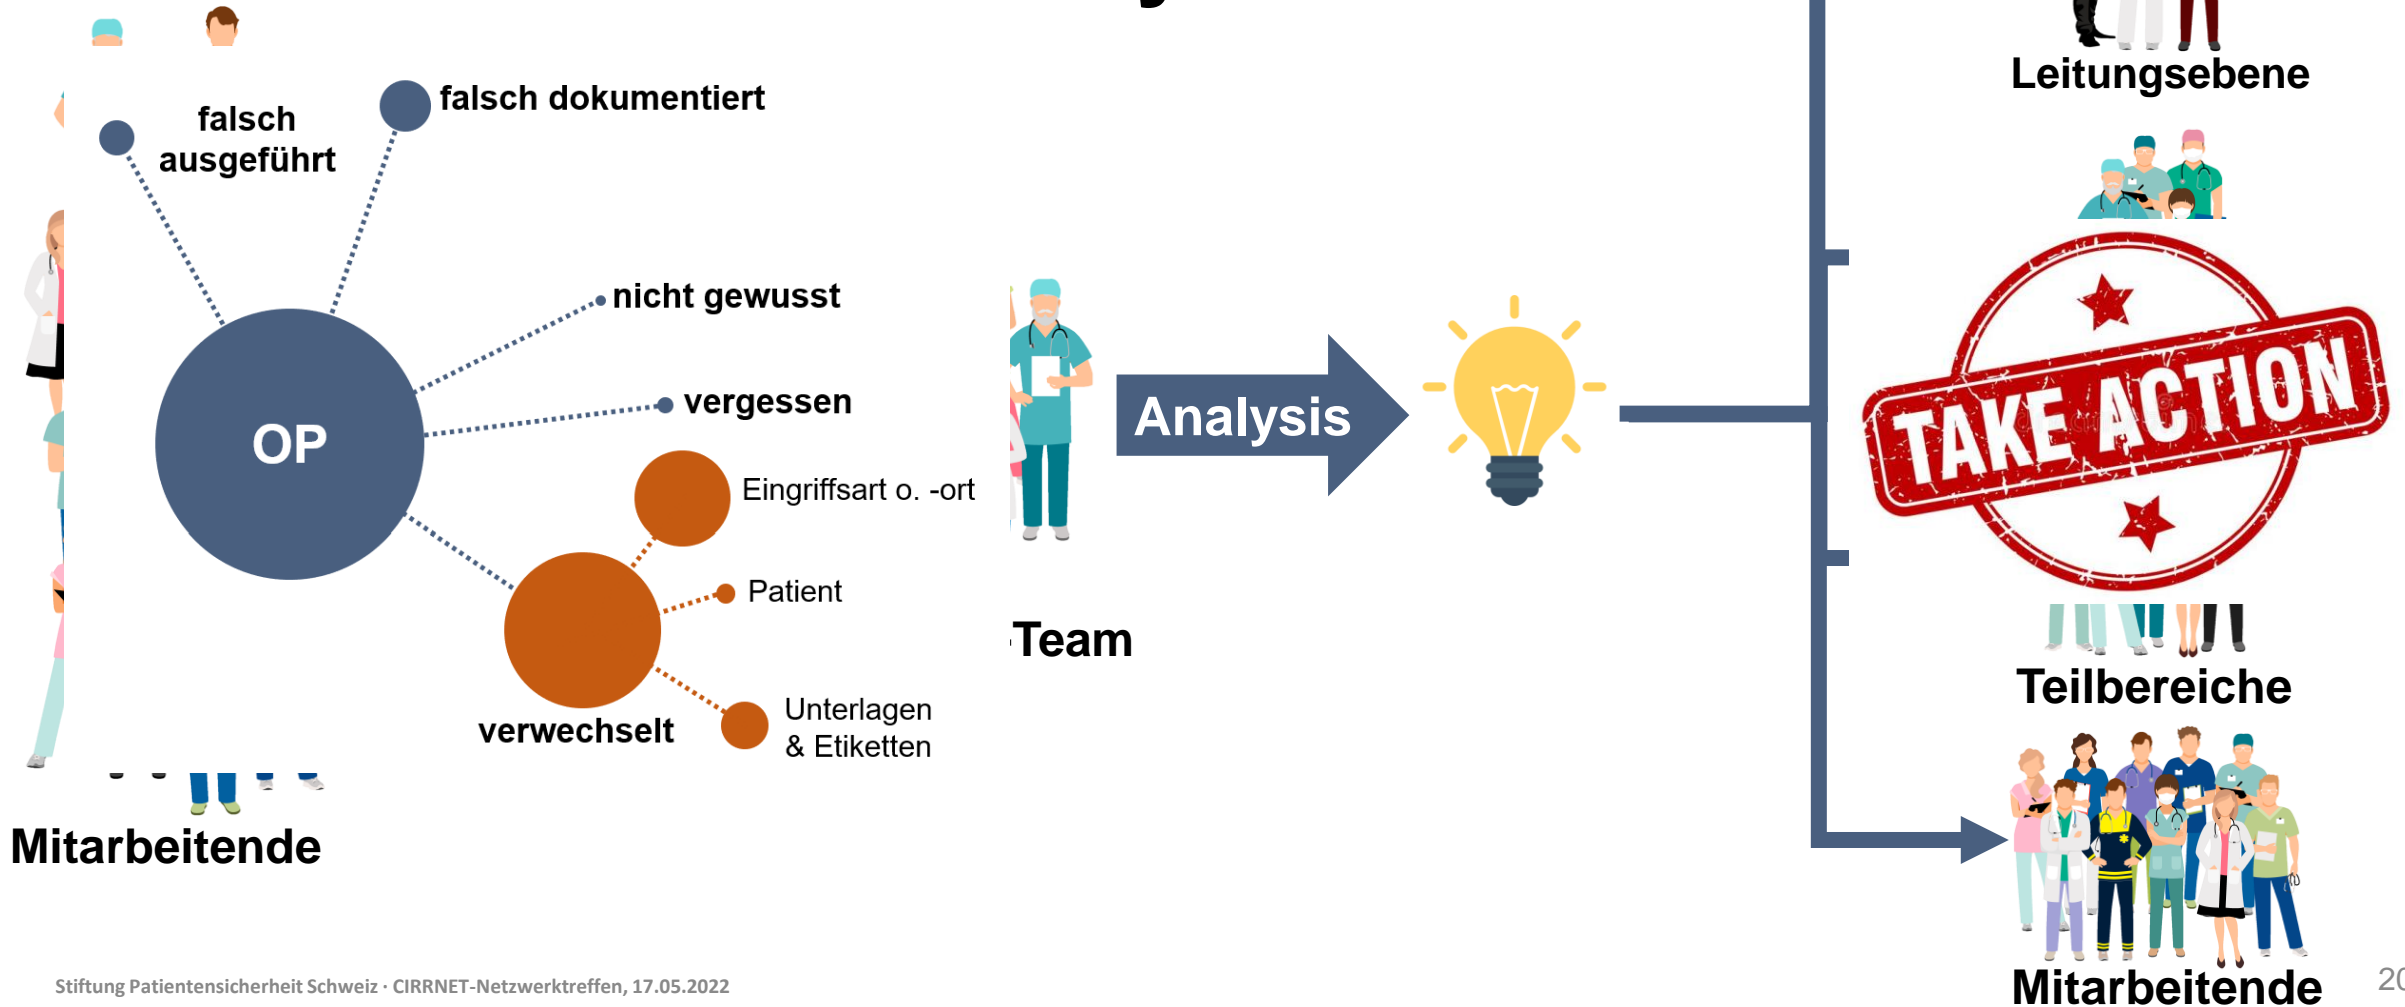 Leitungsebene
falsch dokumentiert
falsch
ausgeführt
nicht gewusst
vergessen
OP
Eingriffsart o. -ort
Patient
Unterlagen
& Etiketten
verwechselt
-Team
Analysis
TAKE ACTION
Teilbereiche
Mitarbeitende
Mitarbeitende
Stiftung Patientensicherheit Schweiz · CIRRNET-Netzwerktreffen, 17.05.2022